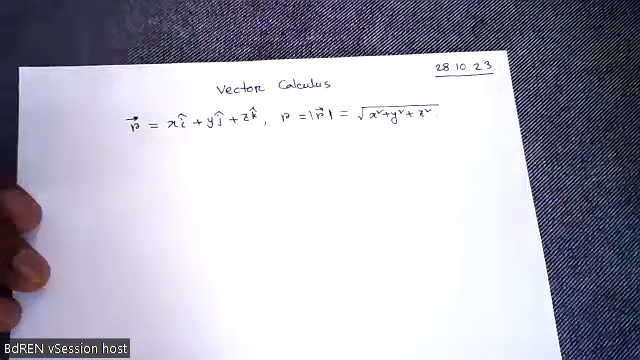 28.10.23
Vector Calculus
r⃗ = xî + yĵ + zk̂, r = |r⃗| = √x²+y²+z².
BdREN vSession host